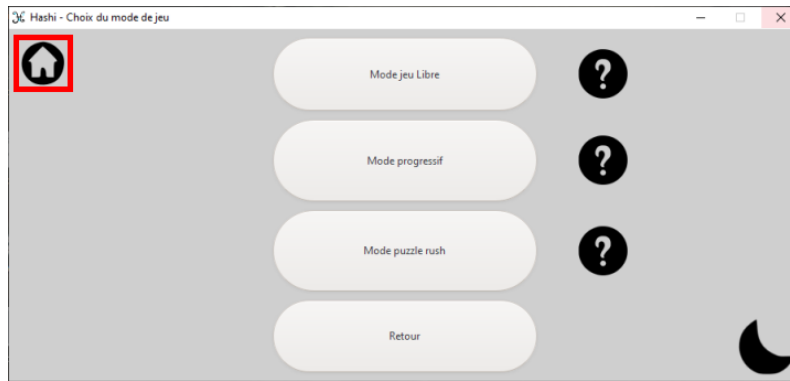 Hashi - Choix du mode de jeu
Mode jeu Libre
?
Mode progressif
?
Mode puzzle rush
?
Retour